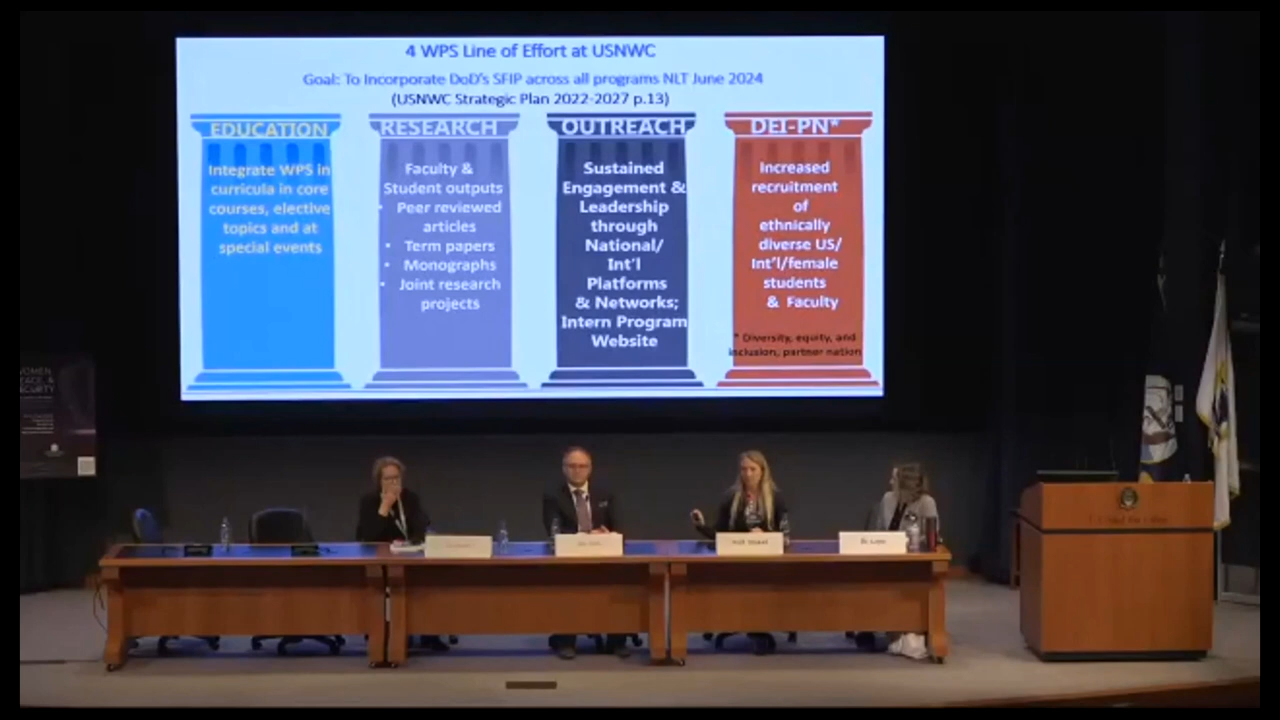 4 WPS Line of Effort at USNWC
Goal: To Incorporate DoD's SFIP across all programs NLT June 2024
(USNWC Strategic Plan 2022-2027 p.13)
EDUCATION
Integrate WPS in
curricula in core
courses, elective
topics and at
special events
RESEARCH
Faculty &
Student outputs
• Peer reviewed
articles
• Term papers
• Monographs
• Joint research
projects
OUTREACH
Sustained
Engagement &
Leadership
through
National/
Int'l
Platforms
& Networks;
Intern Program
Website
DEI-PN*
Increased
recruitment
of
ethnically
diverse US/
Int'l/female
students
& Faculty
* Diversity, equity, and
inclusion, partner nation